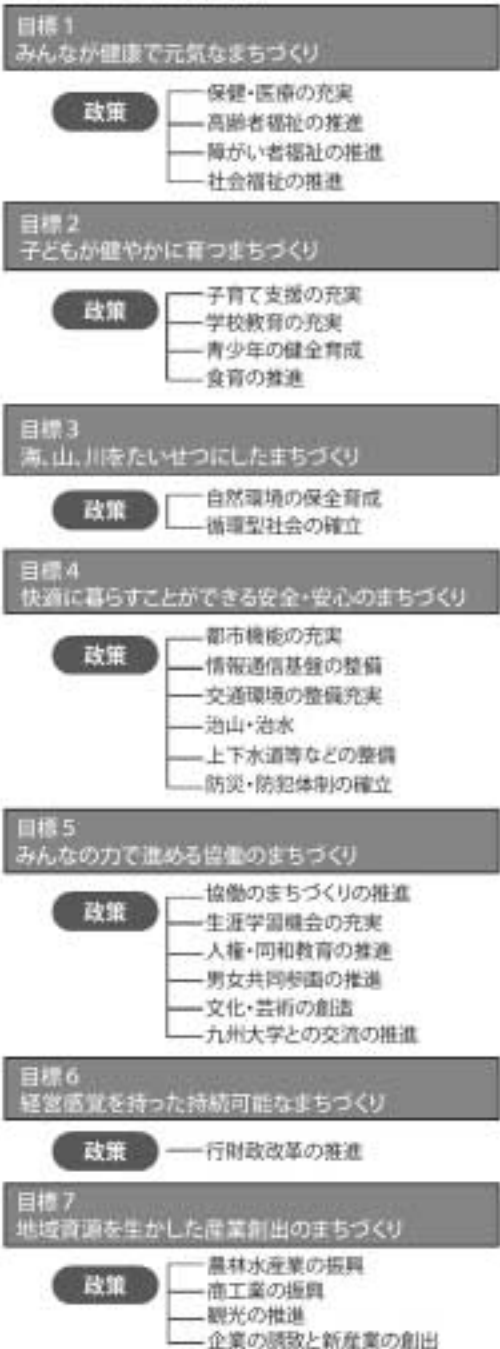 目標1
みんなが健康で元気なまちづくり
政策
保健・医療の充実
高齢者福祉の推進
障がい者福祉の推進
社会福祉の推進
目標2
子どもが健やかに育つまちづくり
政策
子育て支援の充実
学校教育の充実
青少年の健全育成
食育の推進
目標3
海、山、川をたいせつにしたまちづくり
政策
自然環境の保全育成
循環型社会の確立
目標4
快適に暮らすことができる安全・安心のまちづくり
政策
都市機能の充実
情報通信基盤の整備
交通環境の整備充実
治山・治水
上下水道等などの整備
防災・防犯体制の確立
目標5
みんなの力で進める協働のまちづくり
政策
協働のまちづくりの推進
生涯学習機会の充実
人権・同和教育の推進
男女共同参画の推進
文化・芸術の創造
九州大学との交流の推進
目標6
経営感覚を持った持続可能なまちづくり
政策
行財政改革の推進
目標7
地域資源を生かした産業創出のまちづくり
政策
農林水産業の振興
商工業の振興
観光の推進
企業の誘致と新産業の創出